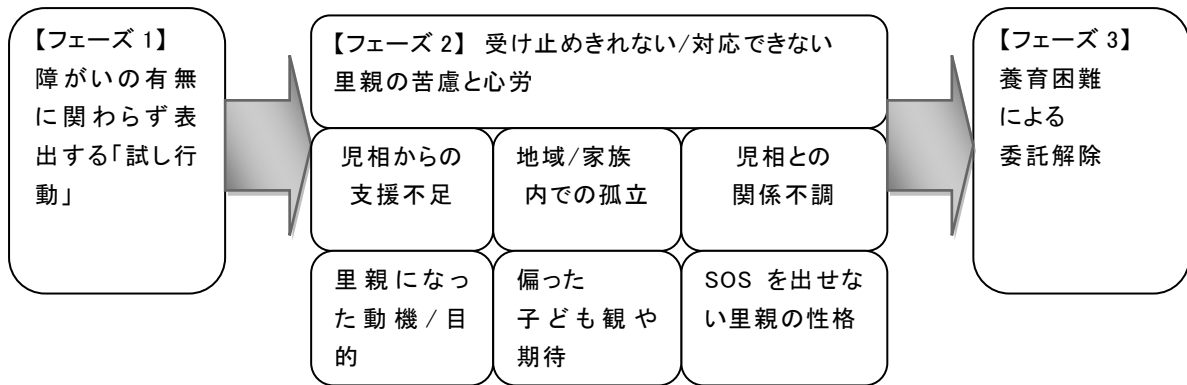 【フェーズ 1】
障がいの有無
に関わらず表
出する「試し行
動」
【フェーズ 2】 受け止めきれない/対応できない
里親の苦慮と心労
児相からの
支援不足
地域/家族
内での孤立
児相との
関係不調
里親になっ
た動機/目
的
偏った
子ども観や
期待
SOS を出せな
い里親の性格
【フェーズ 3】
養育困難
による
委託解除